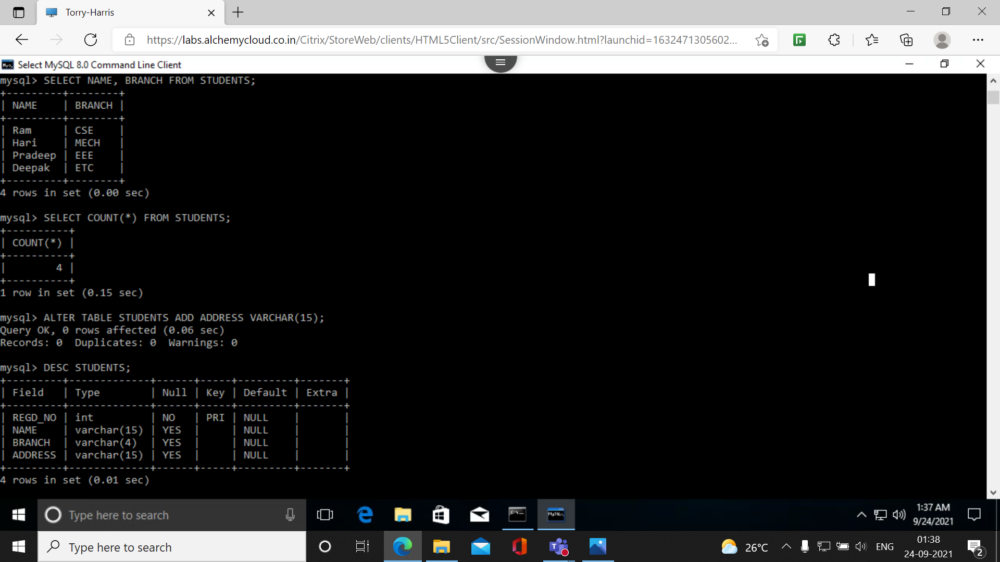 Torry-Harris
https://labs.alchemycloud.co.in/Citrix/StoreWeb/clients/HTML5Client/src/SessionWindow.html?launchid=1632471305602...
Select MySQL 8.0 Command Line Client
mysql> SELECT NAME, BRANCH FROM STUDENTS;
+---------+--------+
| NAME    | BRANCH |
+---------+--------+
| Ram     | CSE    |
| Hari    | MECH   |
| Pradeep | EEE    |
| Deepak  | ETC    |
+---------+--------+
4 rows in set (0.00 sec)
mysql> SELECT COUNT(*) FROM STUDENTS;
+----------+
| COUNT(*) |
+----------+
|        4 |
+----------+
1 row in set (0.15 sec)
mysql> ALTER TABLE STUDENTS ADD ADDRESS VARCHAR(15);
Query OK, 0 rows affected (0.06 sec)
Records: 0  Duplicates: 0  Warnings: 0
mysql> DESC STUDENTS;
+---------+-------------+------+-----+---------+-------+
| Field   | Type        | Null | Key | Default | Extra |
+---------+-------------+------+-----+---------+-------+
| REGD_NO | int         | NO   | PRI | NULL    |       |
| NAME    | varchar(15) | YES  |     | NULL    |       |
| BRANCH  | varchar(4)  | YES  |     | NULL    |       |
| ADDRESS | varchar(15) | YES  |     | NULL    |       |
+---------+-------------+------+-----+---------+-------+
4 rows in set (0.01 sec)
Type here to search
1:37 AM
9/24/2021
Type here to search
26°C
ENG
01:38
24-09-2021
2